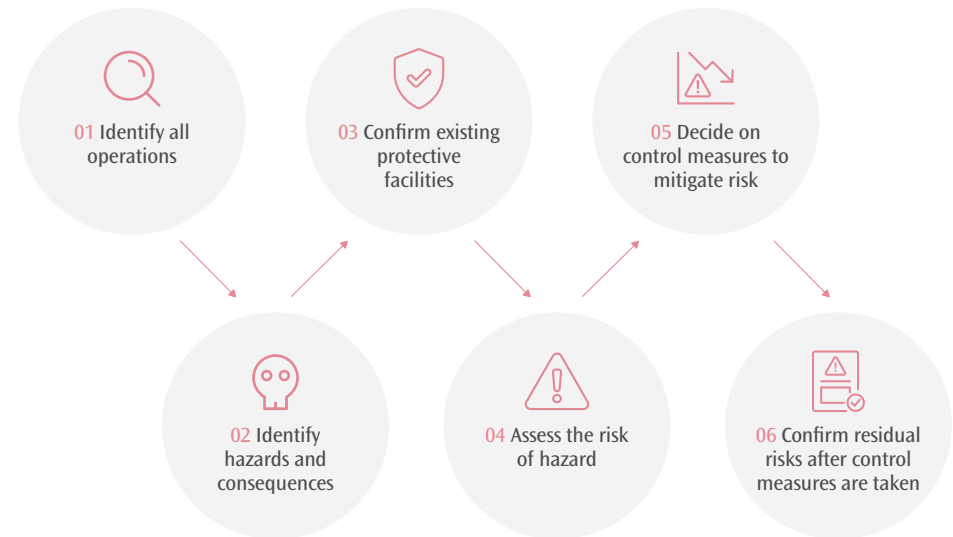 01 Identify all
operations
02 Identify
hazards and
consequences
03 Confirm existing
protective
facilities
04 Assess the risk
of hazard
05 Decide on
control measures to
mitigate risk
06 Confirm residual
risks after control
measures are taken